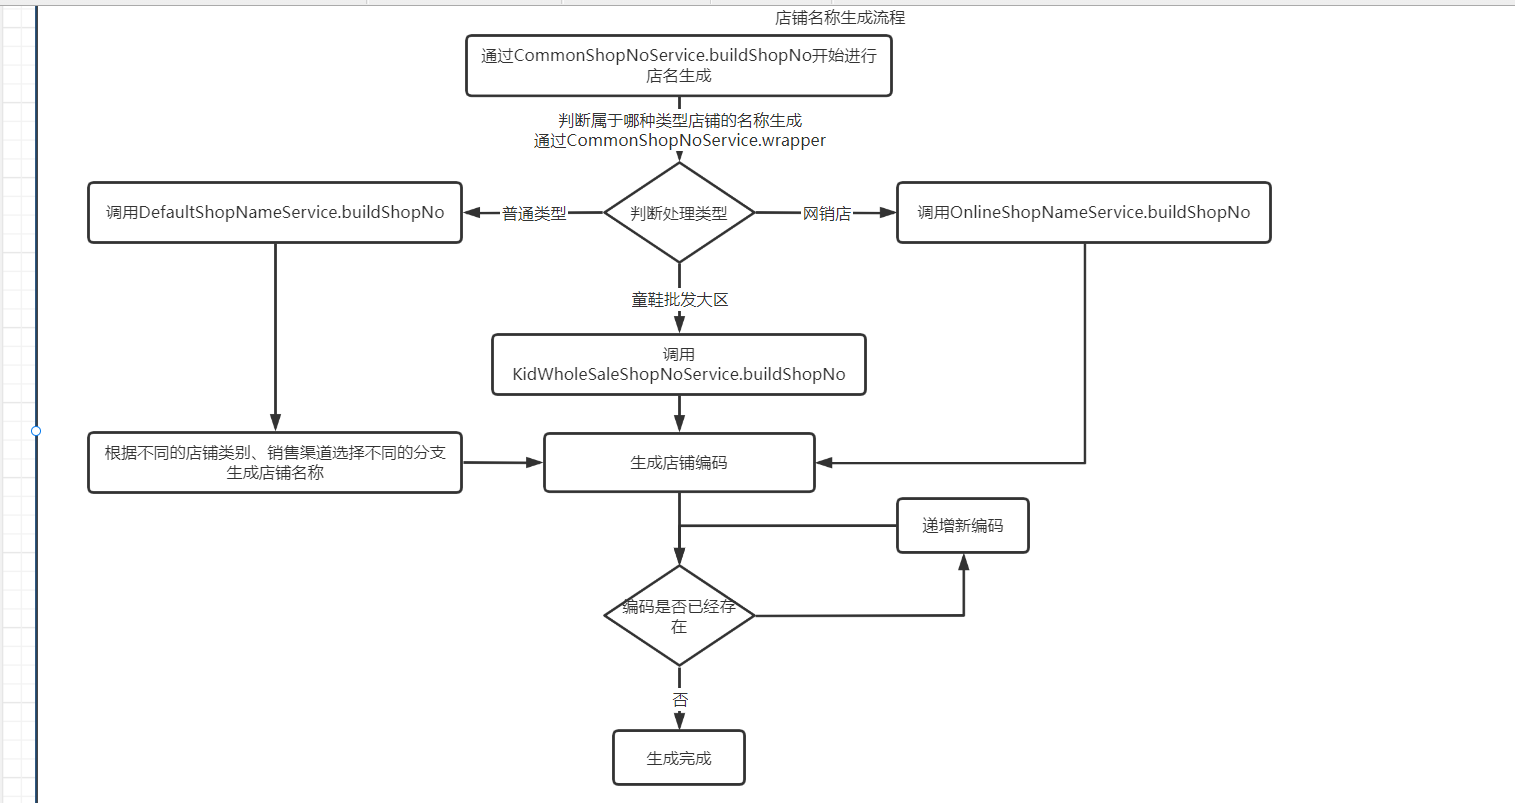 店铺名称生成流程
通过CommonShopNoService.buildShopNo开始进行
店名生成
判断属于哪种类型店铺的名称生成
通过CommonShopNoService.wrapper
调用DefaultShopNameService.buildShopNo
普通类型
判断处理类型
网销店
调用OnlineShopNameService.buildShopNo
童鞋批发大区
调用
KidWholeSaleShopNoService.buildShopNo
根据不同的店铺类别、销售渠道选择不同的分支
生成店铺名称
生成店铺编码
递增新编码
编码是否已经存
在
否
生成完成